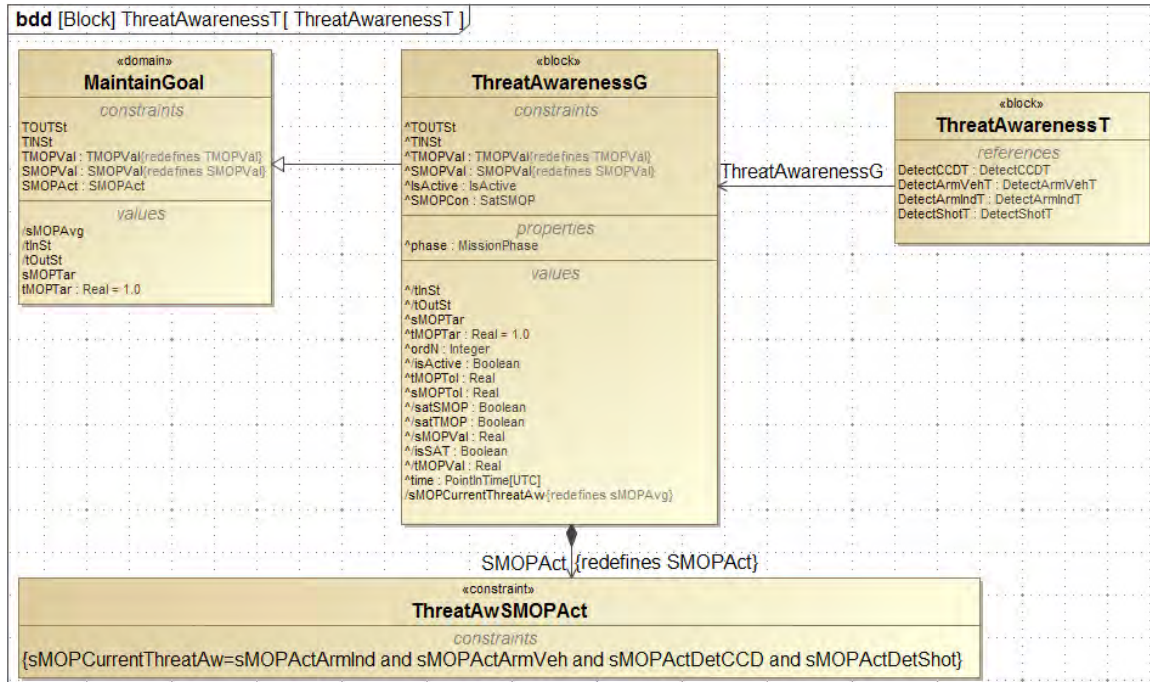 bdd [Block] ThreatAwarenessT[ ThreatAwarenessT ]
«domain»
MaintainGoal
constraints
TOUTSt
TINSt
TMOPVal : TMOPVal{redefines TMOPVal}
SMOPVal : SMOPVal{redefines SMOPVal}
SMOPAct : SMOPAct
values
/sMOPAvg
/tInSt
/tOutSt
sMOPTar
tMOPTar : Real = 1.0
«block»
ThreatAwarenessG
constraints
^TOUTSt
^TINSt
^TMOPVal : TMOPVal{redefines TMOPVal}
^SMOPVal : SMOPVal{redefines SMOPVal}
^IsActive : IsActive
^SMOPCon : SatSMOP
properties
^phase : MissionPhase
values
^/tInSt
^/tOutSt
^sMOPTar
^tMOPTar : Real = 1.0
^ordN : Integer
^/isActive : Boolean
^tMOPTol : Real
^sMOPTol : Real
^/satSMOP : Boolean
^/satTMOP : Boolean
^/sMOPVal : Real
^/isSAT : Boolean
^/tMOPVal : Real
^time : PointInTime[UTC]
/sMOPCurrentThreatAw{redefines sMOPAvg}
ThreatAwarenessG
«block»
ThreatAwarenessT
references
DetectCCDT : DetectCCDT
DetectArmVehT : DetectArmVehT
DetectArmIndT : DetectArmIndT
DetectShotT : DetectShotT
SMOPAct {redefines SMOPAct}
«constraint»
ThreatAwSMOPAct
constraints
{sMOPCurrentThreatAw=sMOPActArmInd and sMOPActArmVeh and sMOPActDetCCD and sMOPActDetShot}